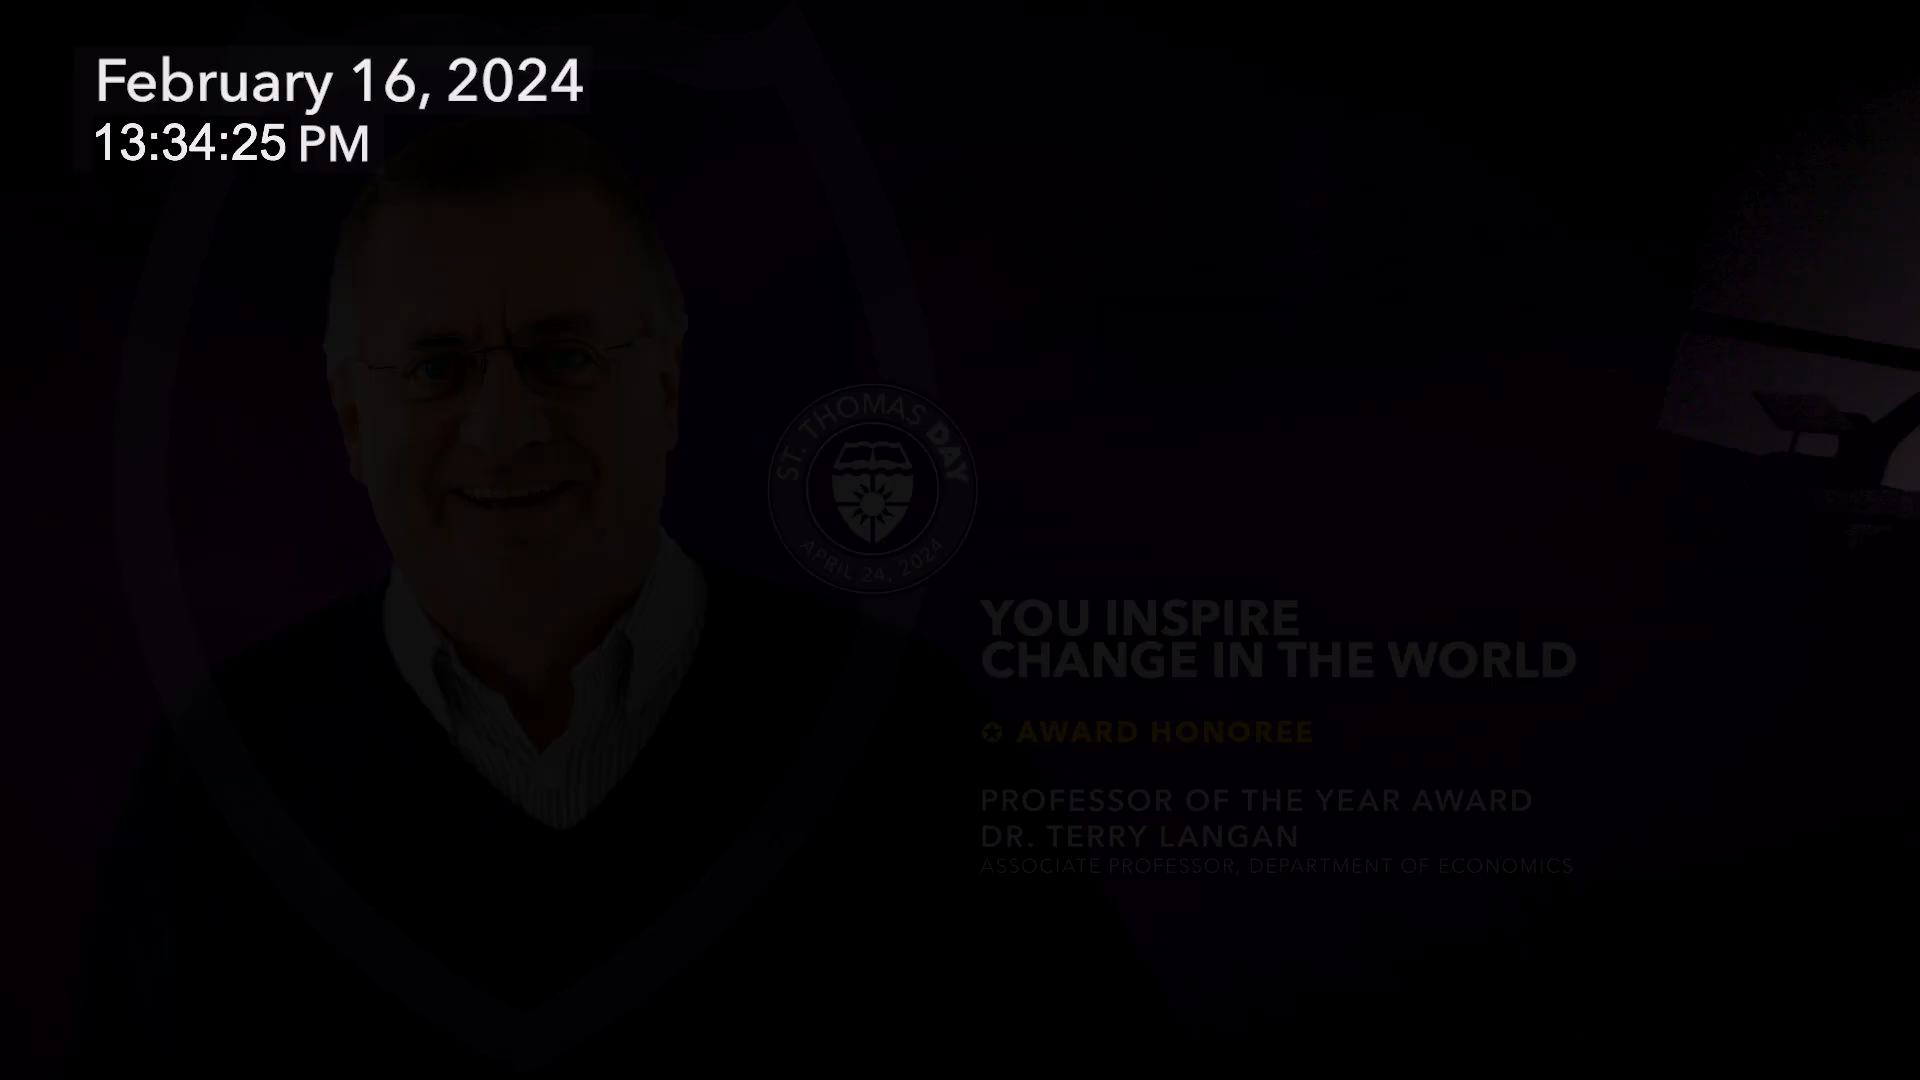 February 16, 2024
13:34:25 PM
ST. THOMAS DAY
APRIL 24, 2024
YOU INSPIRE
CHANGE IN THE WORLD
AWARD HONOREE
PROFESSOR OF THE YEAR AWARD
DR. TERRY LANGAN
ASSOCIATE PROFESSOR, DEPARTMENT OF ECONOMICS